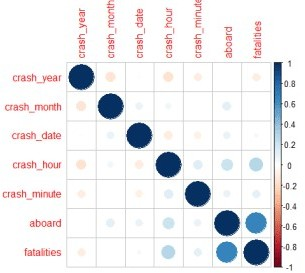 crash_year
crash_month
crash_date
crash_hour
crash_minute
aboard
fatalities
crash_year
crash_month
crash_date
crash_hour
crash_minute
aboard
fatalities
1
0.8
0.6
0.4
0.2
0
-0.2
-0.4
-0.6
-0.8
-1